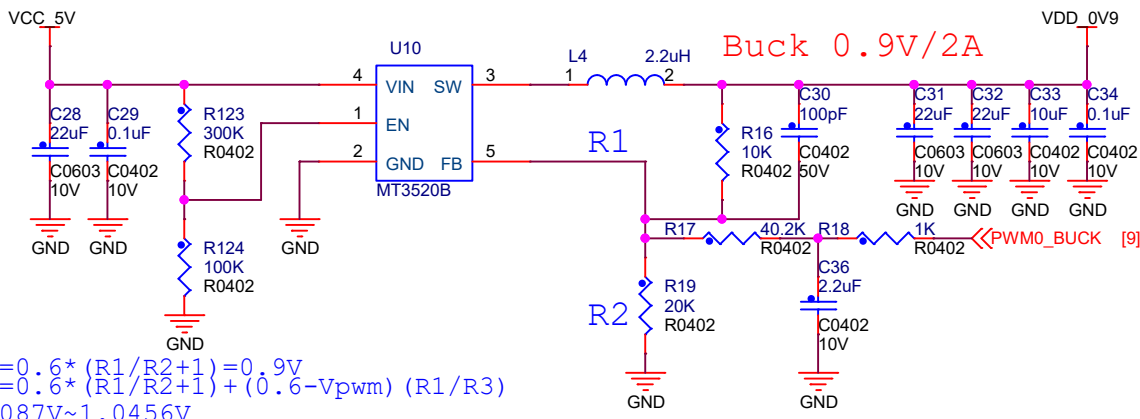 VCC_5V
VDD_0V9
U10
L4
2.2uH
Buck 0.9V/2A
4
VIN
SW
3
1
2
C28
22uF
C0603
10V
C29
0.1uF
C0402
10V
R123
300K
R0402
1
EN
2
GND
FB
5
MT3520B
R1
R16
10K
R0402
C30
100pF
C0402
50V
C31
22uF
C0603
10V
C32
22uF
C0603
10V
C33
10uF
C0402
10V
C34
0.1uF
C0402
10V
GND
GND
GND
GND
GND
GND
GND
R124
100K
R0402
GND
R17
40.2K
R0402
R18
1K
R0402
PWM0_BUCK [9]
R2
R19
20K
R0402
C36
2.2uF
C0402
10V
GND
GND
=0.6*(R1/R2+1)=0.9V
=0.6*(R1/R2+1)+(0.6-Vpwm)(R1/R3)
087V~1.0456V